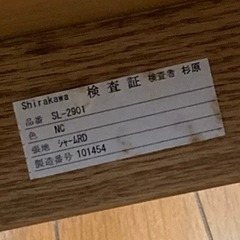 Shirakawa 検査証 検査者 杉原
品番 SL-2901
色 NC
張地 ｼｬｰﾑRD
製造番号 101454